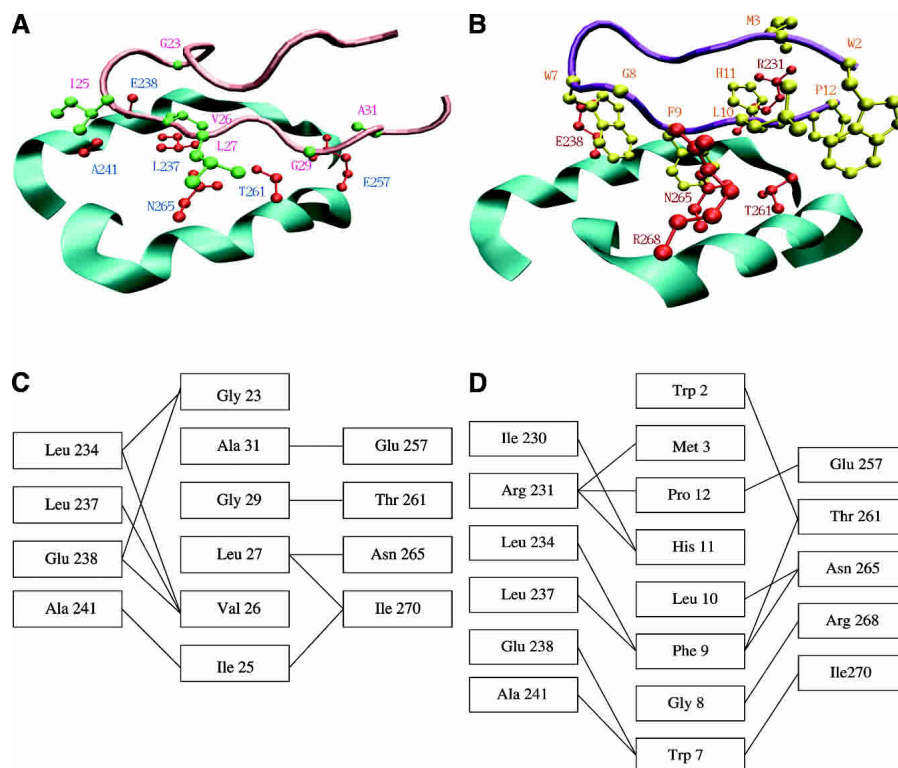 A
G23
I25
E238
V26
A31
L27
G29
A241
L237
T261
E257
N265
B
M3
W2
R231
W7
G8
H11
P12
L10
F9
E238
N265
T261
R268
C
Gly 23
Leu 234
Ala 31
Glu 257
Leu 237
Gly 29
Thr 261
Glu 238
Leu 27
Asn 265
Ala 241
Val 26
Ile 270
Ile 25
D
Trp 2
Ile 230
Met 3
Glu 257
Arg 231
Pro 12
Thr 261
Leu 234
His 11
Asn 265
Leu 237
Leu 10
Arg 268
Glu 238
Phe 9
Ile270
Ala 241
Gly 8
Trp 7